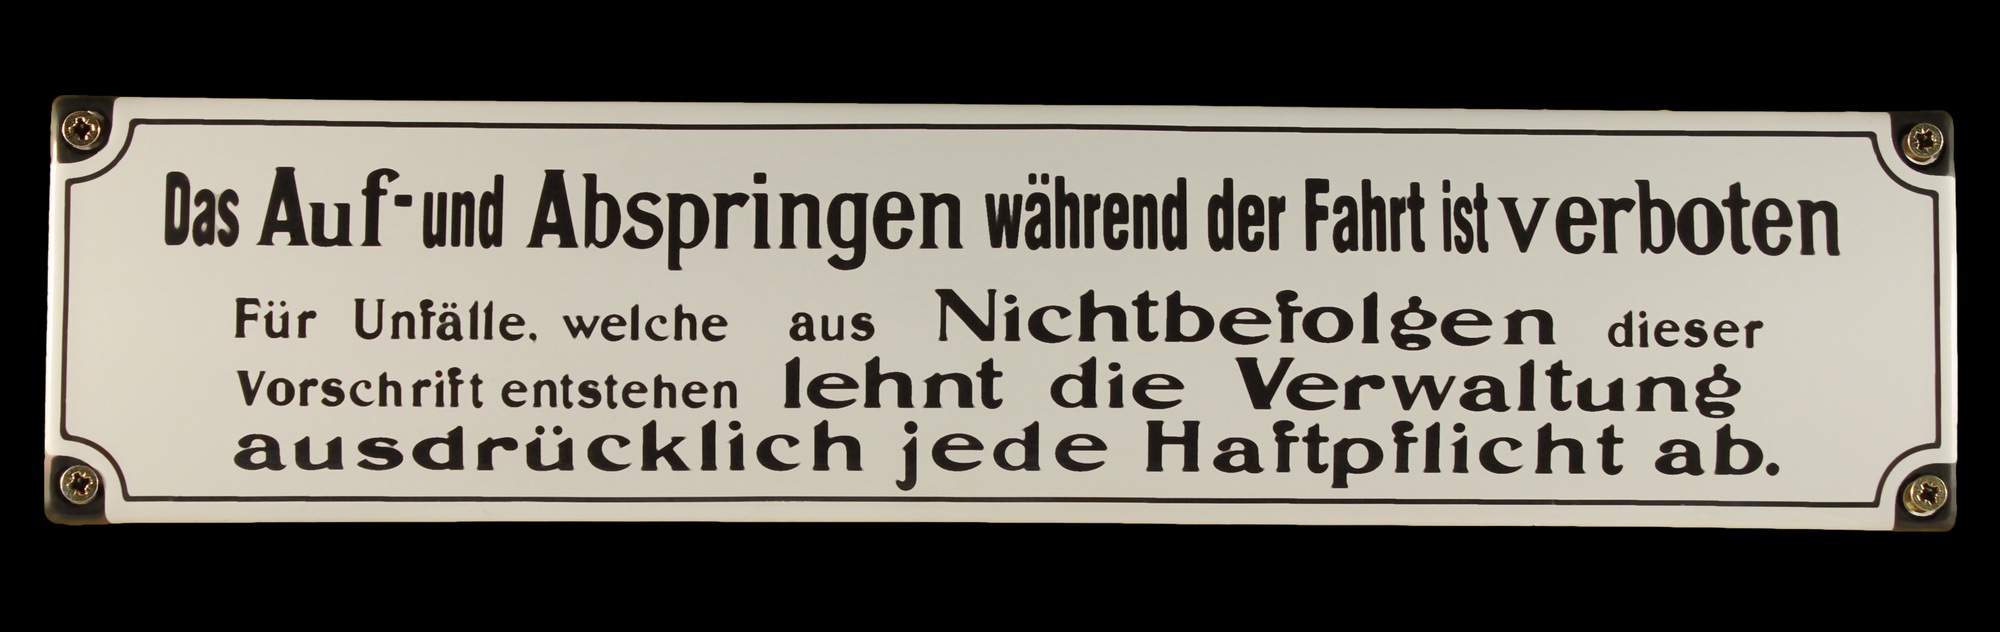 Das Auf- und Abspringen während der Fahrt ist verboten
Für Unfälle, welche aus Nichtbefolgen dieser
Vorschrift entstehen lehnt die Verwaltung
ausdrücklich jede Haftpflicht ab.